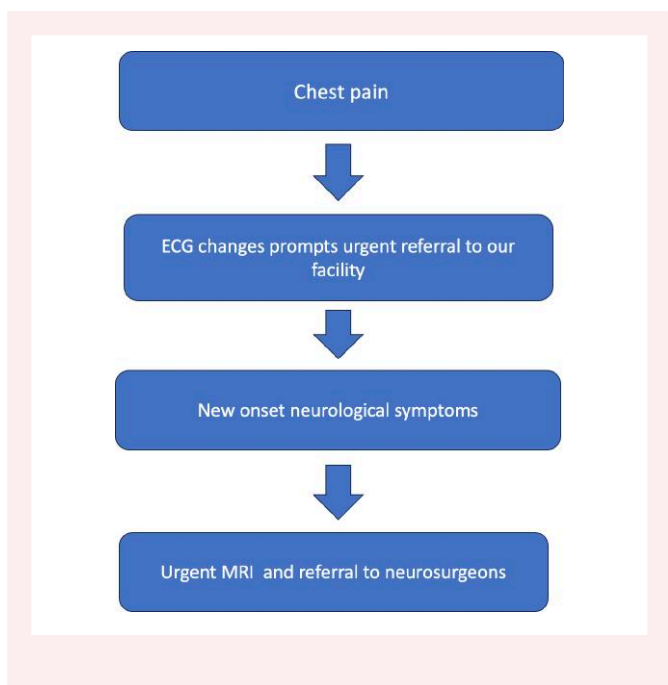 Chest pain
ECG changes prompts urgent referral to our
facility
New onset neurological symptoms
Urgent MRI and referral to neurosurgeons